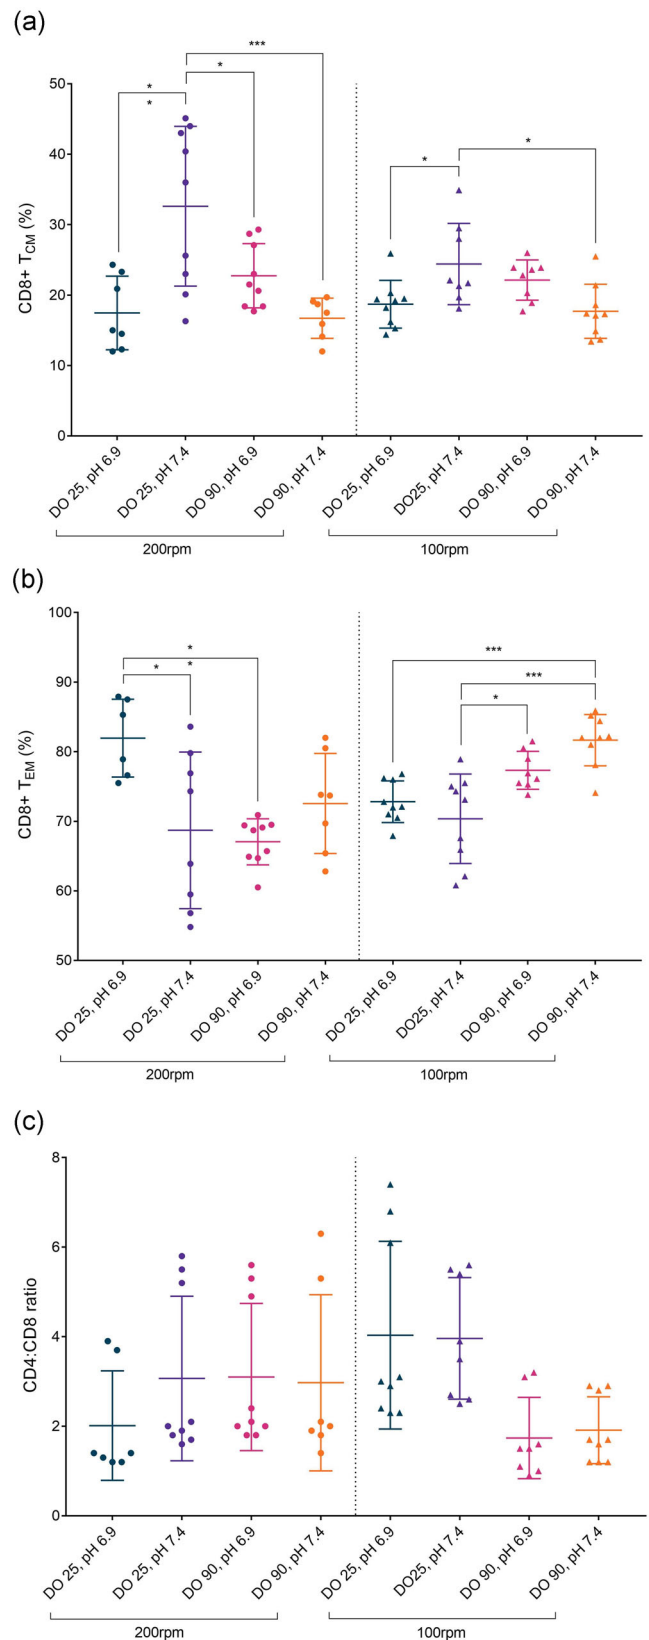 (a)
CD8+ TCM (%)
50
40
30
20
10
0
*
*
*
***
*
*
DO 25, pH 6.9
DO 25, pH 7.4
DO 90, pH 6.9
DO 90, pH 7.4
DO 25, pH 6.9
DO25, pH 7.4
DO 90, pH 6.9
DO 90, pH 7.4
200rpm
100rpm
(b)
CD8+ TEM (%)
100
90
80
70
60
50
*
*
*
***
***
*
DO 25, pH 6.9
DO 25, pH 7.4
DO 90, pH 6.9
DO 90, pH 7.4
DO 25, pH 6.9
DO25, pH 7.4
DO 90, pH 6.9
DO 90, pH 7.4
200rpm
100rpm
(c)
CD4:CD8 ratio
8
6
4
2
0
DO 25, pH 6.9
DO 25, pH 7.4
DO 90, pH 6.9
DO 90, pH 7.4
DO 25, pH 6.9
DO25, pH 7.4
DO 90, pH 6.9
DO 90, pH 7.4
200rpm
100rpm